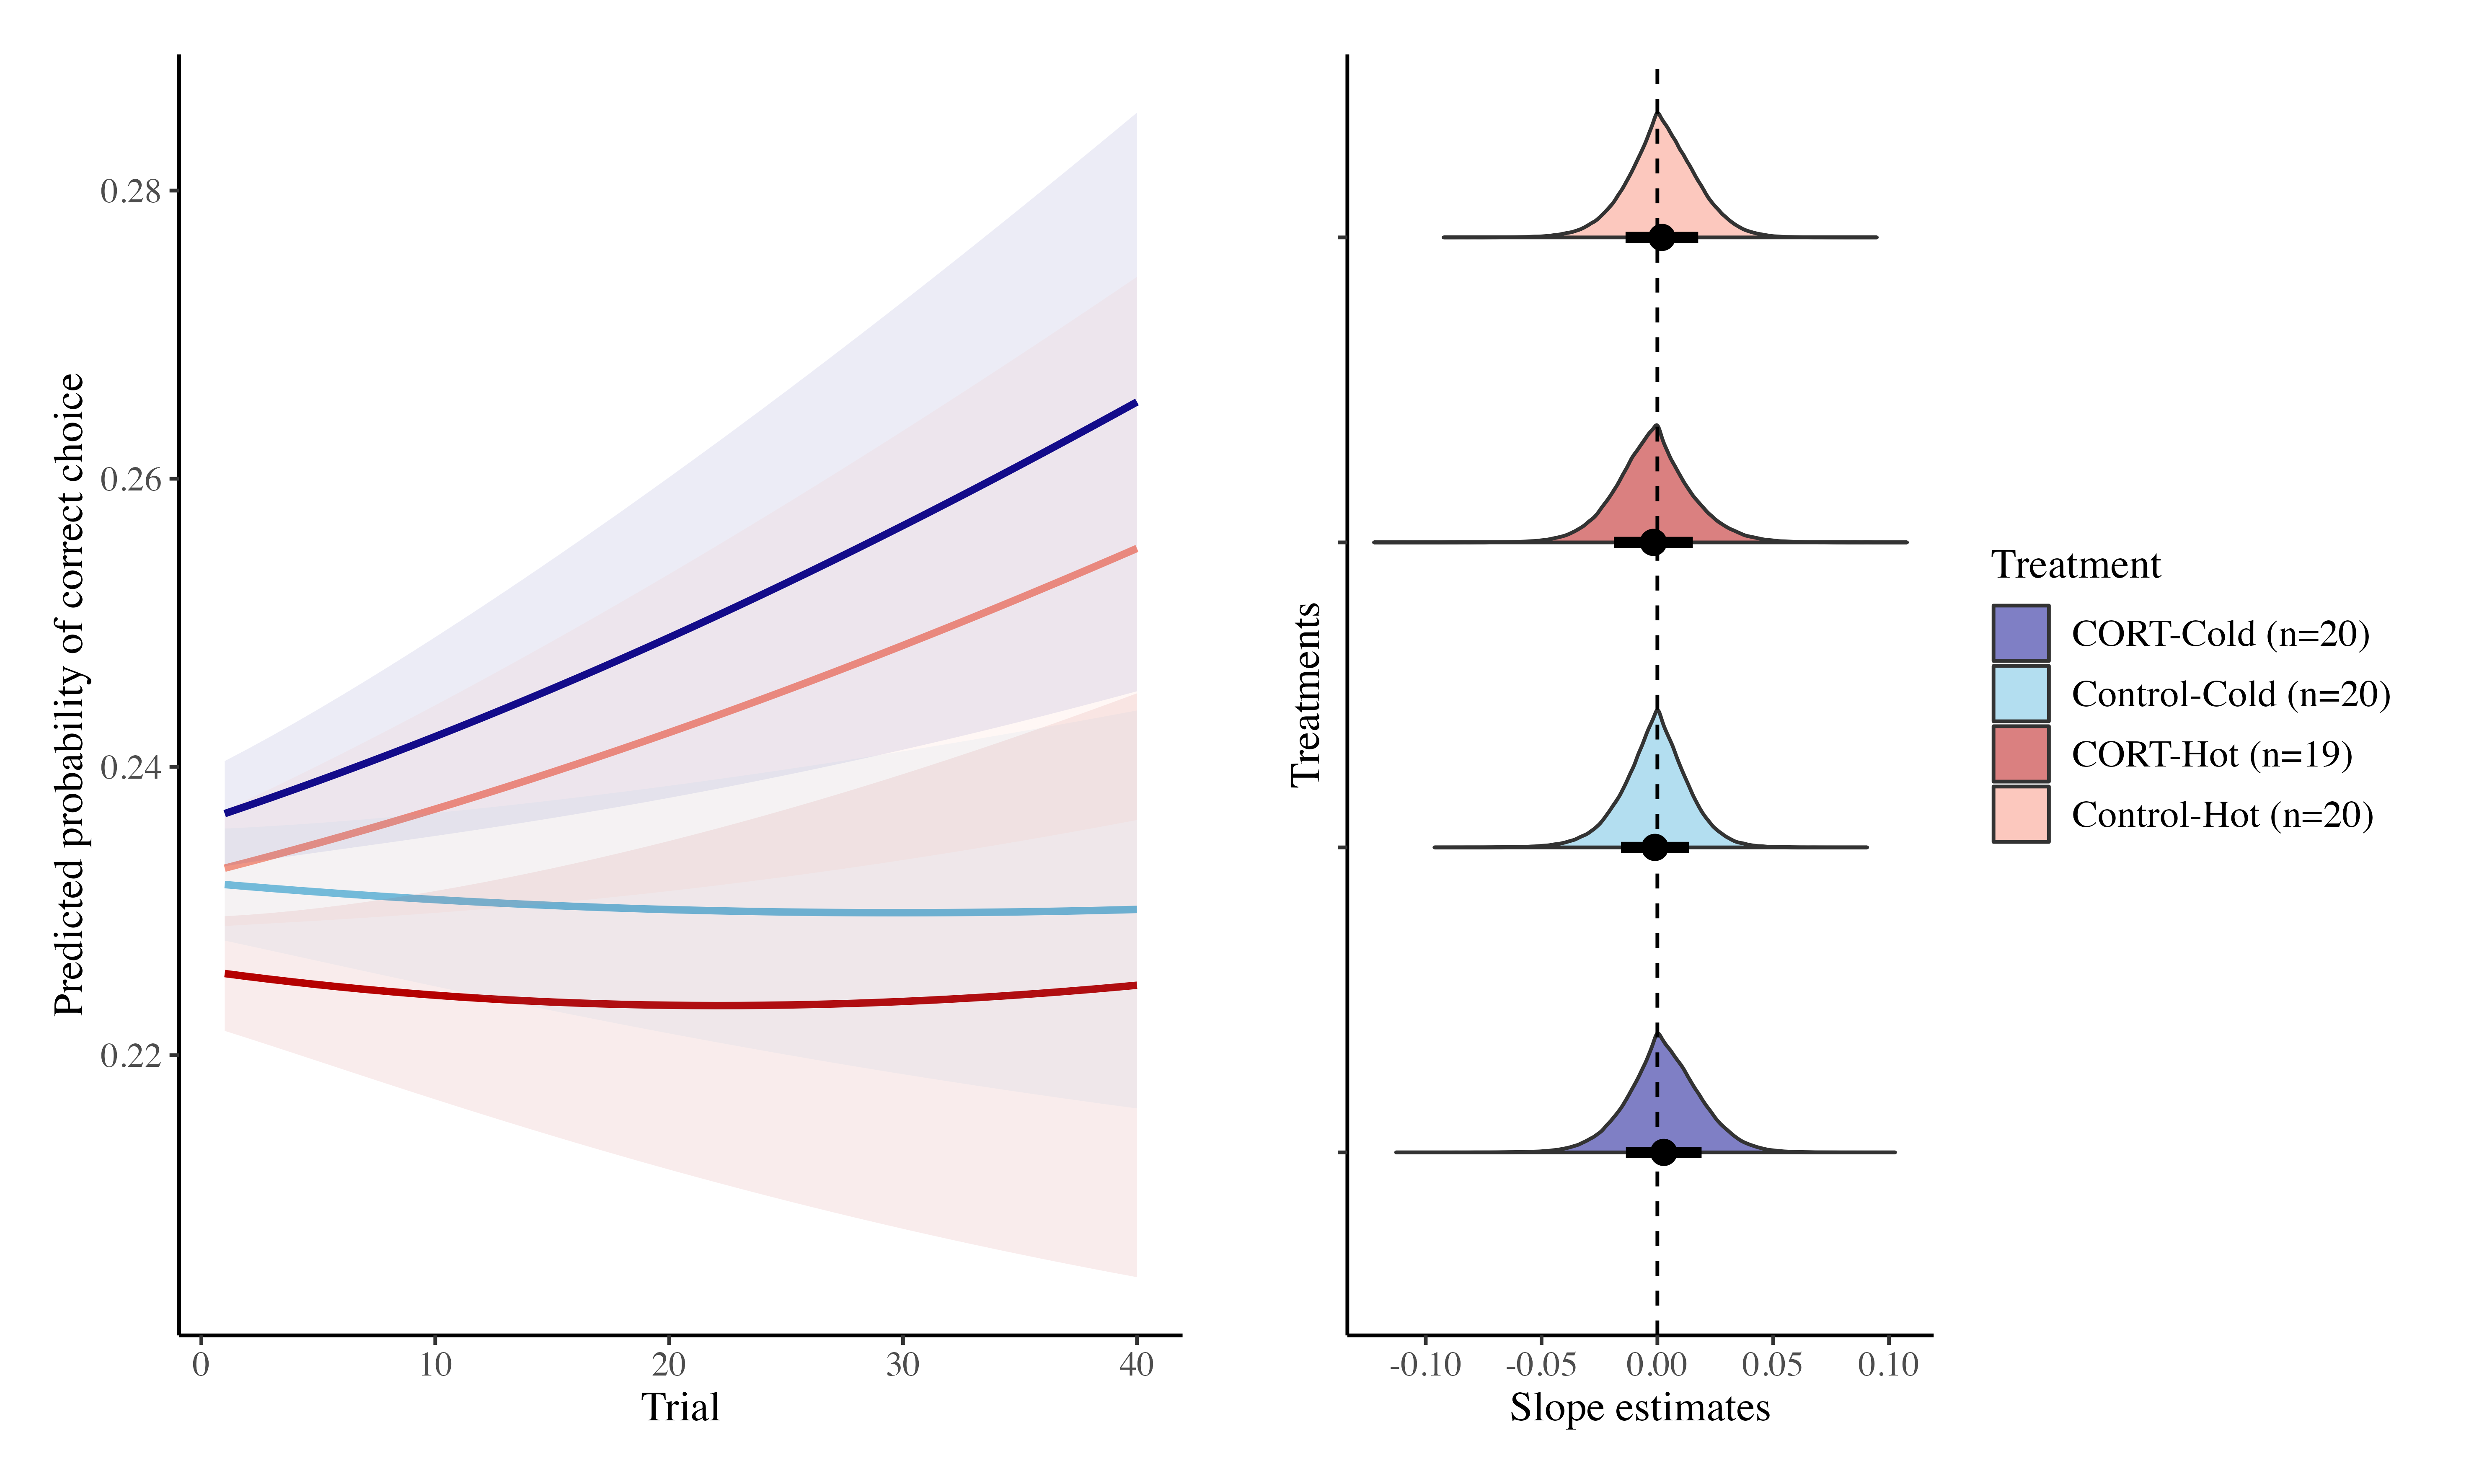 Predicted probability of correct choice
0.28
0.26
0.24
0.22
0 10 20 30 40
Trial
Treatments
-0.10 -0.05 0.00 0.05 0.10
Slope estimates
Treatment
CORT-Cold (n=20)
Control-Cold (n=20)
CORT-Hot (n=19)
Control-Hot (n=20)